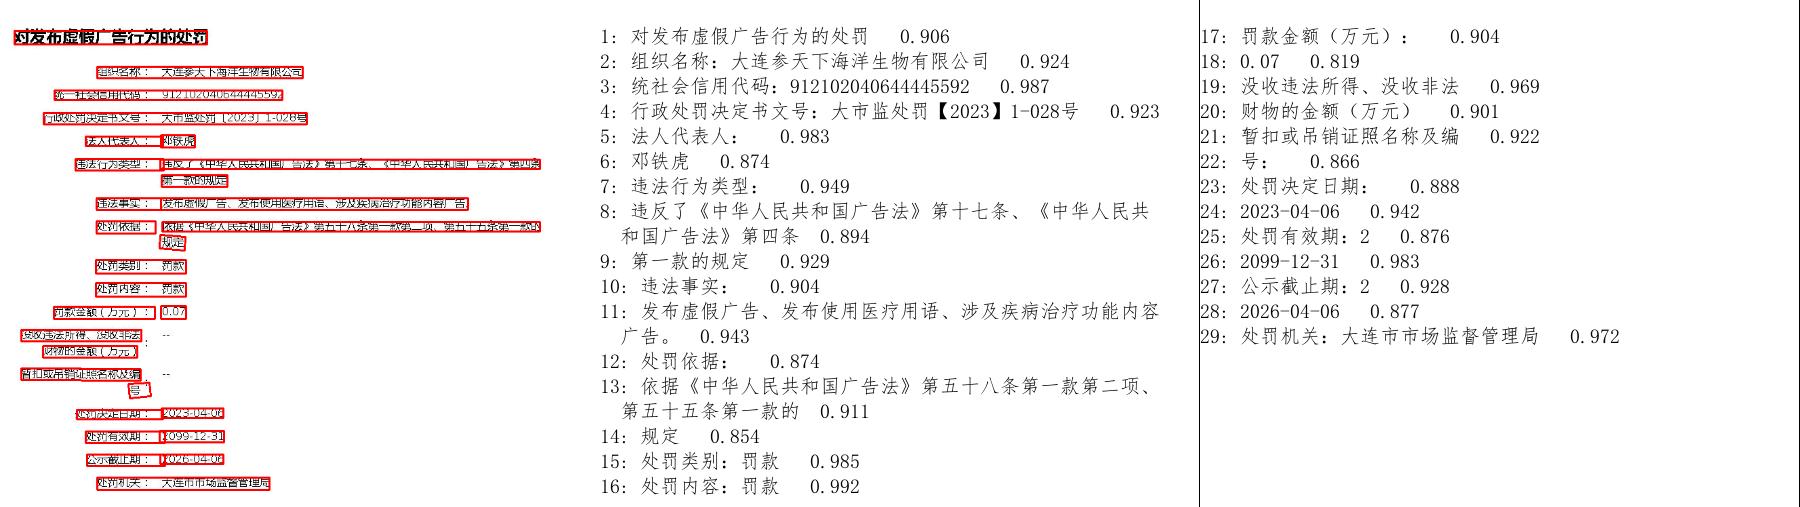 对发布虚假广告行为的处罚
组织名称： 大连参天下海洋生物有限公司
统一社会信用代码： 912102040644445592
行政处罚决定书文号： 大市监处罚〔2023〕1-028号
法人代表人： 邓铁虎
违法行为类型： 违反了《中华人民共和国广告法》第十七条、《中华人民共和国广告法》第四条
第一款的规定
违法事实： 发布虚假广告、发布使用医疗用语、涉及疾病治疗功能内容广告。
处罚依据： 依据《中华人民共和国广告法》第五十八条第一款第二项、第五十五条第一款的
规定
处罚类别： 罚款
处罚内容： 罚款
罚款金额（万元）： 0.07
没收违法所得、没收非法
财物的金额（万元）： --
暂扣或吊销证照名称及编
号： --
处罚决定日期： 2023-04-06
处罚有效期： 2099-12-31
公示截止期： 2026-04-06
处罚机关： 大连市市场监督管理局
1: 对发布虚假广告行为的处罚 0.906
2: 组织名称：大连参天下海洋生物有限公司 0.924
3: 统社会信用代码：912102040644445592 0.987
4: 行政处罚决定书文号：大市监处罚【2023】1-028号 0.923
5: 法人代表人： 0.983
6: 邓铁虎 0.874
7: 违法行为类型： 0.949
8: 违反了《中华人民共和国广告法》第十七条、《中华人民共
和国广告法》第四条 0.894
9: 第一款的规定 0.929
10: 违法事实： 0.904
11: 发布虚假广告、发布使用医疗用语、涉及疾病治疗功能内容
广告。 0.943
12: 处罚依据： 0.874
13: 依据《中华人民共和国广告法》第五十八条第一款第二项、
第五十五条第一款的 0.911
14: 规定 0.854
15: 处罚类别：罚款 0.985
16: 处罚内容：罚款 0.992
17: 罚款金额（万元）： 0.904
18: 0.07 0.819
19: 没收违法所得、没收非法 0.969
20: 财物的金额（万元） 0.901
21: 暂扣或吊销证照名称及编 0.922
22: 号： 0.866
23: 处罚决定日期： 0.888
24: 2023-04-06 0.942
25: 处罚有效期：2 0.876
26: 2099-12-31 0.983
27: 公示截止期：2 0.928
28: 2026-04-06 0.877
29: 处罚机关：大连市市场监督管理局 0.972